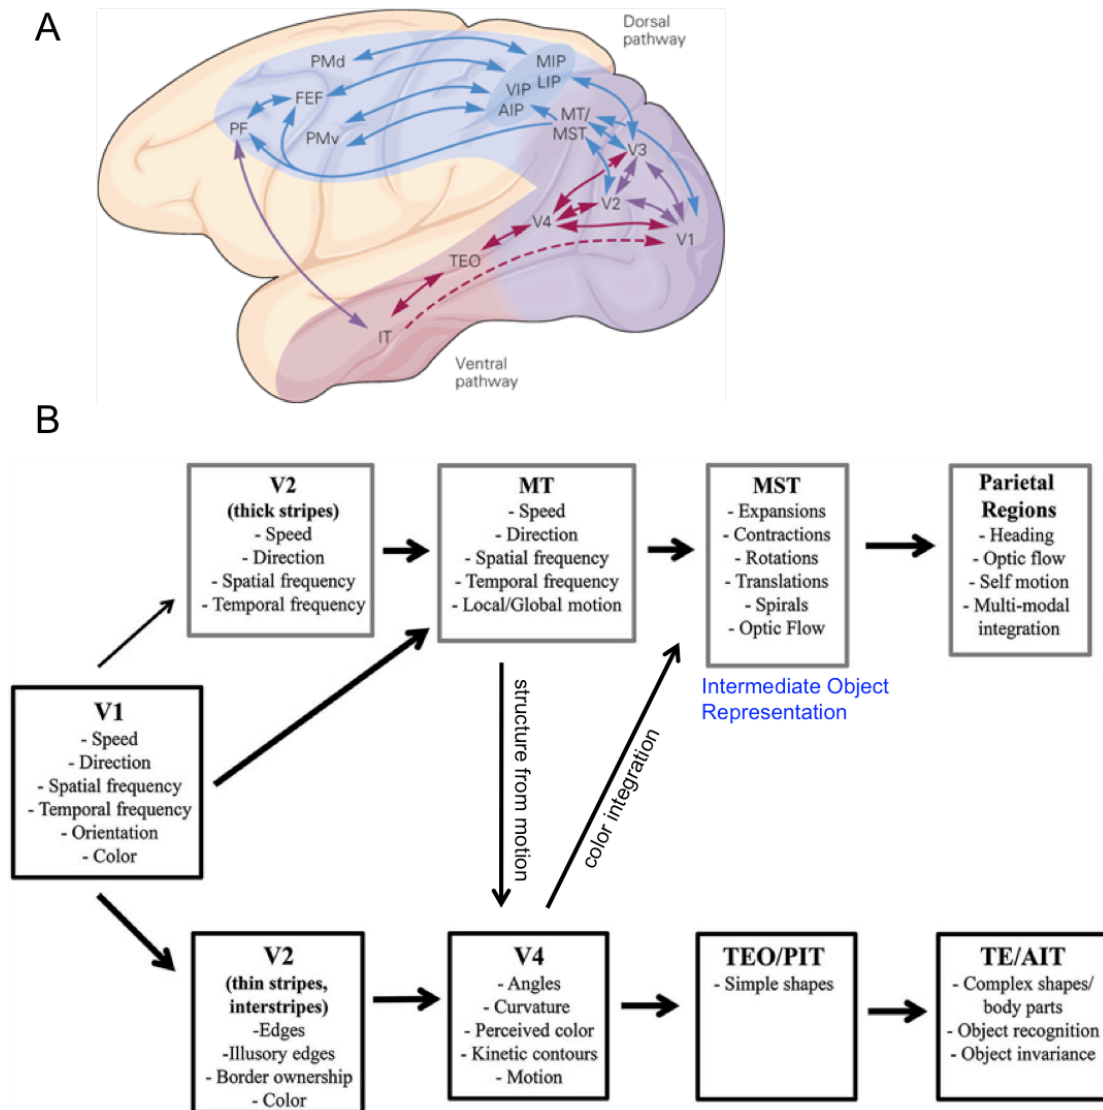 A
Dorsal
pathway
PMd
MIP
LIP
VIP
FEF
AIP
MT/
MST
PF
PMv
V3
V2
V4
V1
TEO
IT
Ventral
pathway
B
V2
(thick stripes)
- Speed
- Direction
- Spatial frequency
- Temporal frequency
MT
- Speed
- Direction
- Spatial frequency
- Temporal frequency
- Local/Global motion
MST
- Expansions
- Contractions
- Rotations
- Translations
- Spirals
- Optic Flow
Parietal
Regions
- Heading
- Optic flow
- Self motion
- Multi-modal
integration
Intermediate Object
Representation
V1
- Speed
- Direction
- Spatial frequency
- Temporal frequency
- Orientation
- Color
structure from motion
color integration
V2
(thin stripes,
interstripes)
-Edges
- Illusory edges
- Border ownership
- Color
V4
- Angles
- Curvature
- Perceived color
- Kinetic contours
- Motion
TEO/PIT
- Simple shapes
TE/AIT
- Complex shapes/
body parts
- Object recognition
- Object invariance